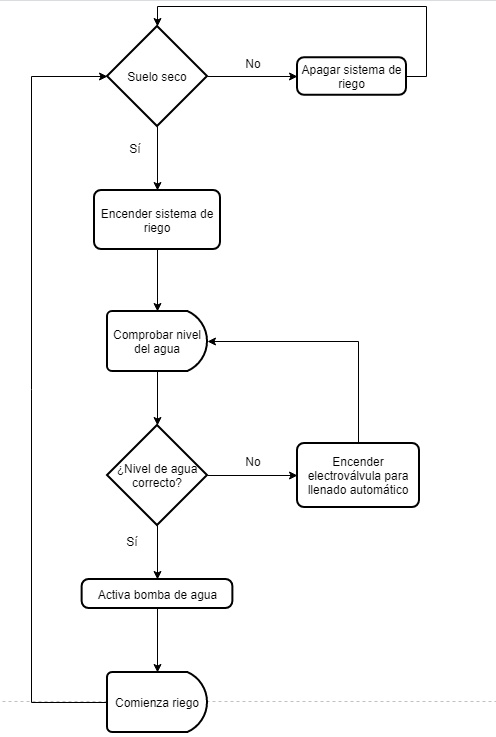 Suelo seco
No
Apagar sistema de
riego
Sí
Encender sistema de
riego
Comprobar nivel
del agua
¿Nivel de agua
correcto?
No
Encender
electroválvula para
llenado automático
Sí
Activa bomba de agua
Comienza riego